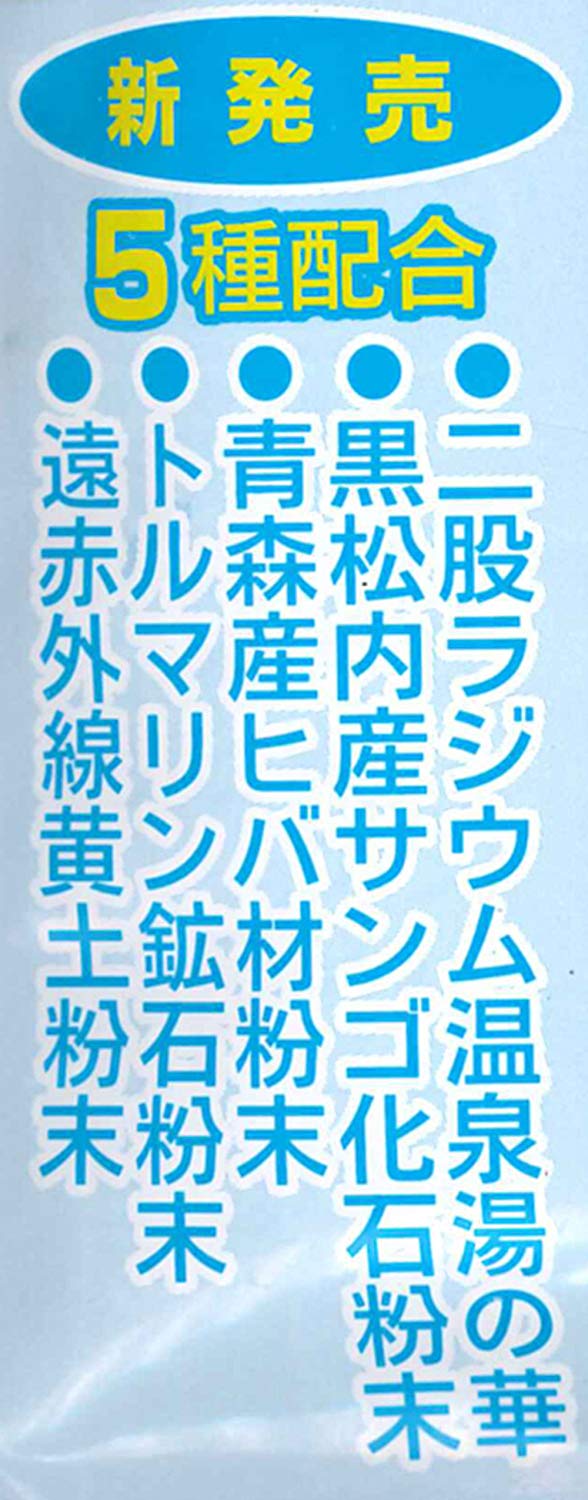 新発売
5種配合
●二股ラジウム温泉湯の華
●黒松内産サンゴ化石粉末
●青森産ヒバ材粉末
●トルマリン鉱石粉末
●遠赤外線黄土粉末